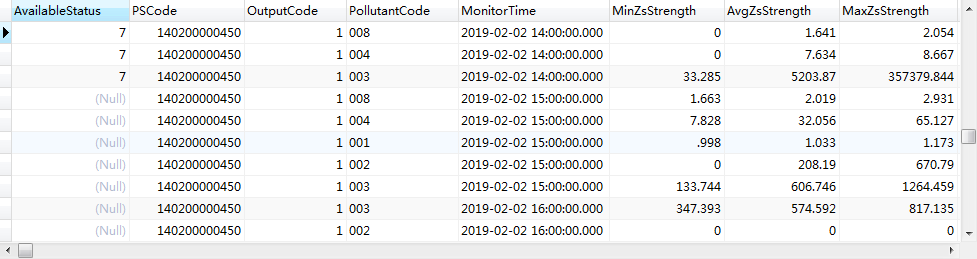 AvailableStatus PSCode OutputCode PollutantCode MonitorTime MinZsStrength AvgZsStrength MaxZsStrength
7 140200000450 1 008 2019-02-02 14:00:00.000 0 1.641 2.054
7 140200000450 1 004 2019-02-02 14:00:00.000 0 7.634 8.667
7 140200000450 1 003 2019-02-02 14:00:00.000 33.285 5203.87 357379.844
(Null) 140200000450 1 008 2019-02-02 15:00:00.000 1.663 2.019 2.931
(Null) 140200000450 1 004 2019-02-02 15:00:00.000 7.828 32.056 65.127
(Null) 140200000450 1 001 2019-02-02 15:00:00.000 .998 1.033 1.173
(Null) 140200000450 1 002 2019-02-02 15:00:00.000 0 208.19 670.79
(Null) 140200000450 1 003 2019-02-02 15:00:00.000 133.744 606.746 1264.459
(Null) 140200000450 1 003 2019-02-02 16:00:00.000 347.393 574.592 817.135
(Null) 140200000450 1 002 2019-02-02 16:00:00.000 0 0 0